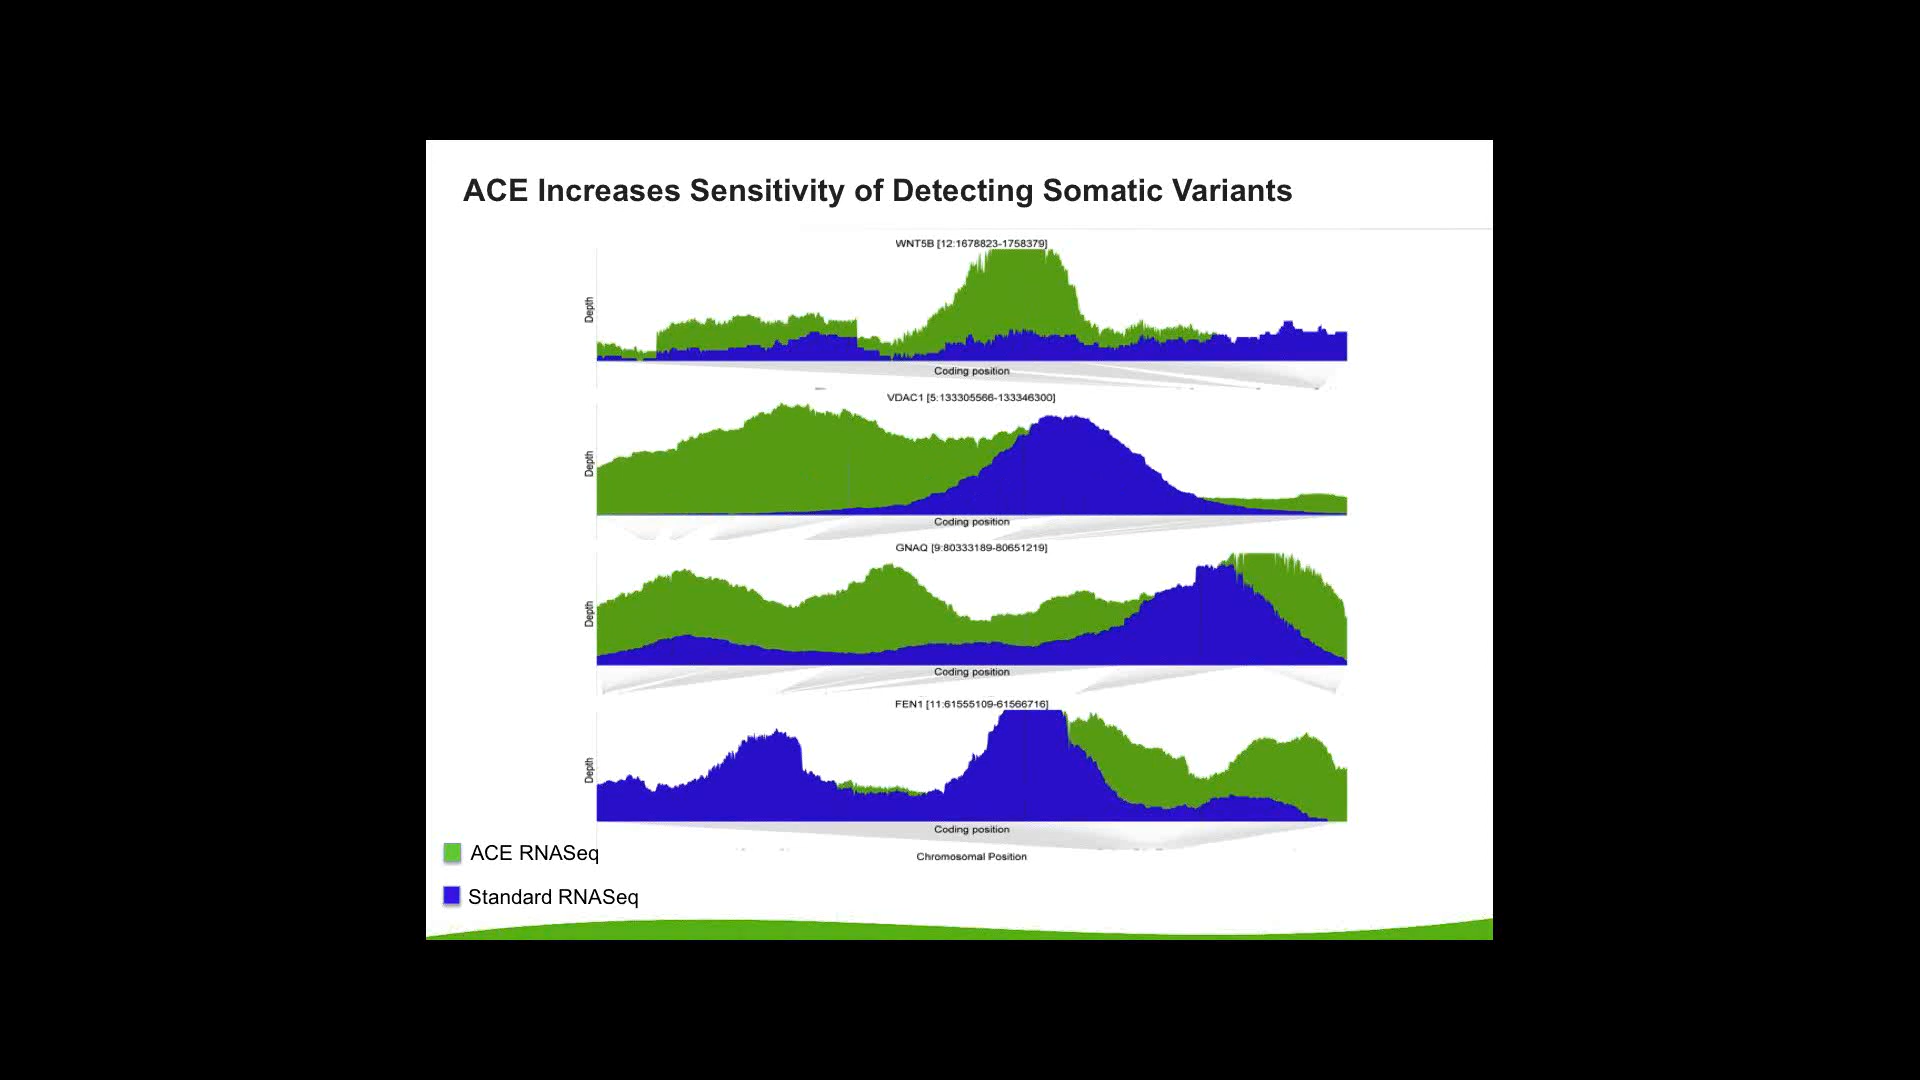 ACE Increases Sensitivity of Detecting Somatic Variants
WNT5B [12:1678823-1758379]
Depth
Coding position
VDAC1 [5:133305566-133346300]
Depth
Coding position
GNAQ [9:80333189-80651219]
Depth
Coding position
FEN1 [11:61555109-61566716]
Depth
Coding position
Chromosomal Position
ACE RNASeq
Standard RNASeq